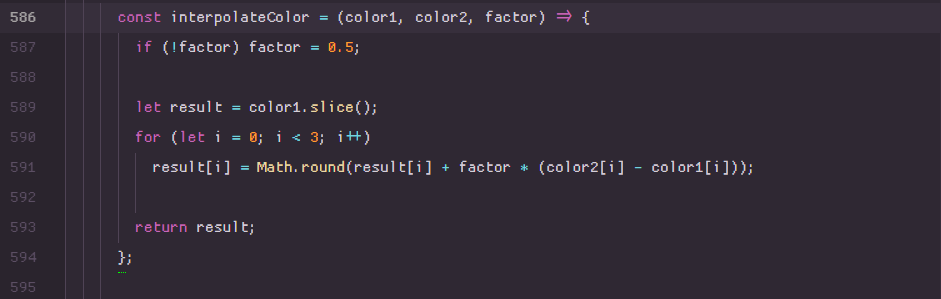 586 const interpolateColor = (color1, color2, factor) => {
587 if (!factor) factor = 0.5;
588
589 let result = color1.slice();
590 for (let i = 0; i < 3; i++)
591 result[i] = Math.round(result[i] + factor * (color2[i] - color1[i]));
592
593 return result;
594 };
595